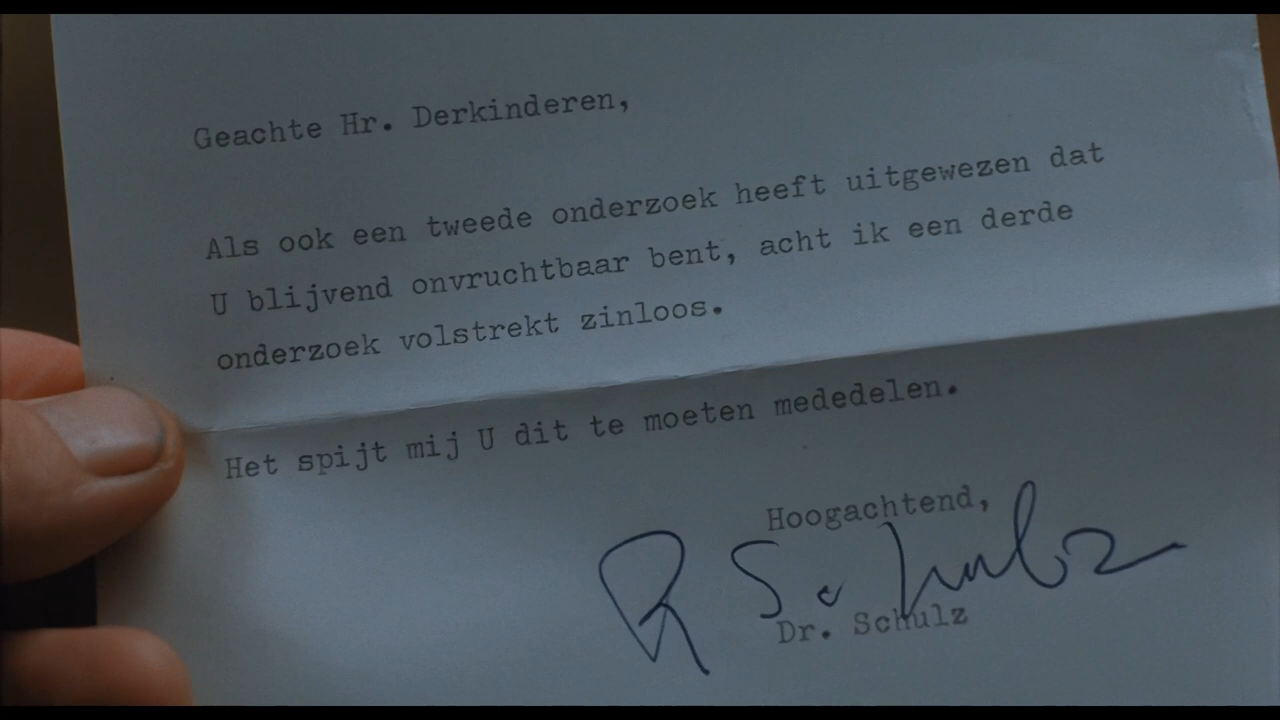 Geachte Hr. Derkinderen,
Als ook een tweede onderzoek heeft uitgewezen dat
U blijvend onvruchtbaar bent, acht ik een derde
onderzoek volstrekt zinloos.
Het spijt mij U dit te moeten mededelen.
Hoogachtend,
R Schulz
Dr. Schulz